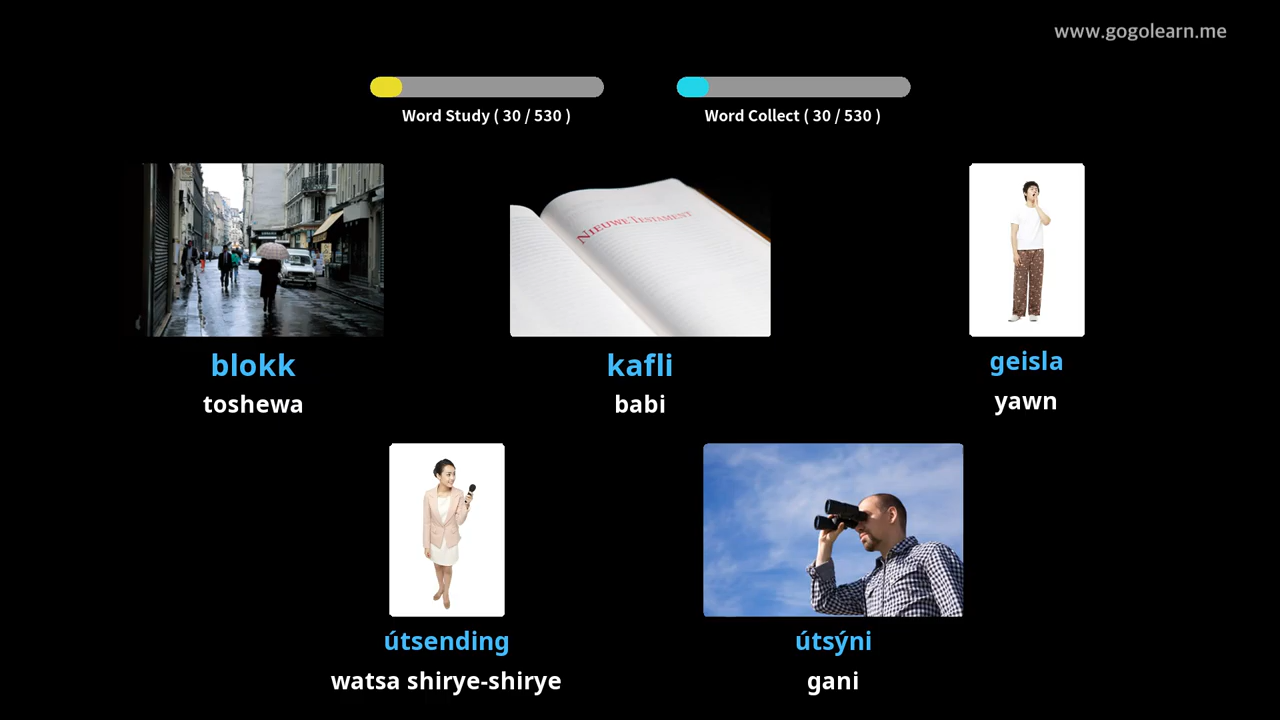 www.gogolearn.me
Word Study ( 30 / 530 )
Word Collect ( 30 / 530 )
NIEUWE TESTAMENT
blokk
toshewa
kafli
babi
geisla
yawn
útsending
watsa shirye-shirye
útsýni
gani